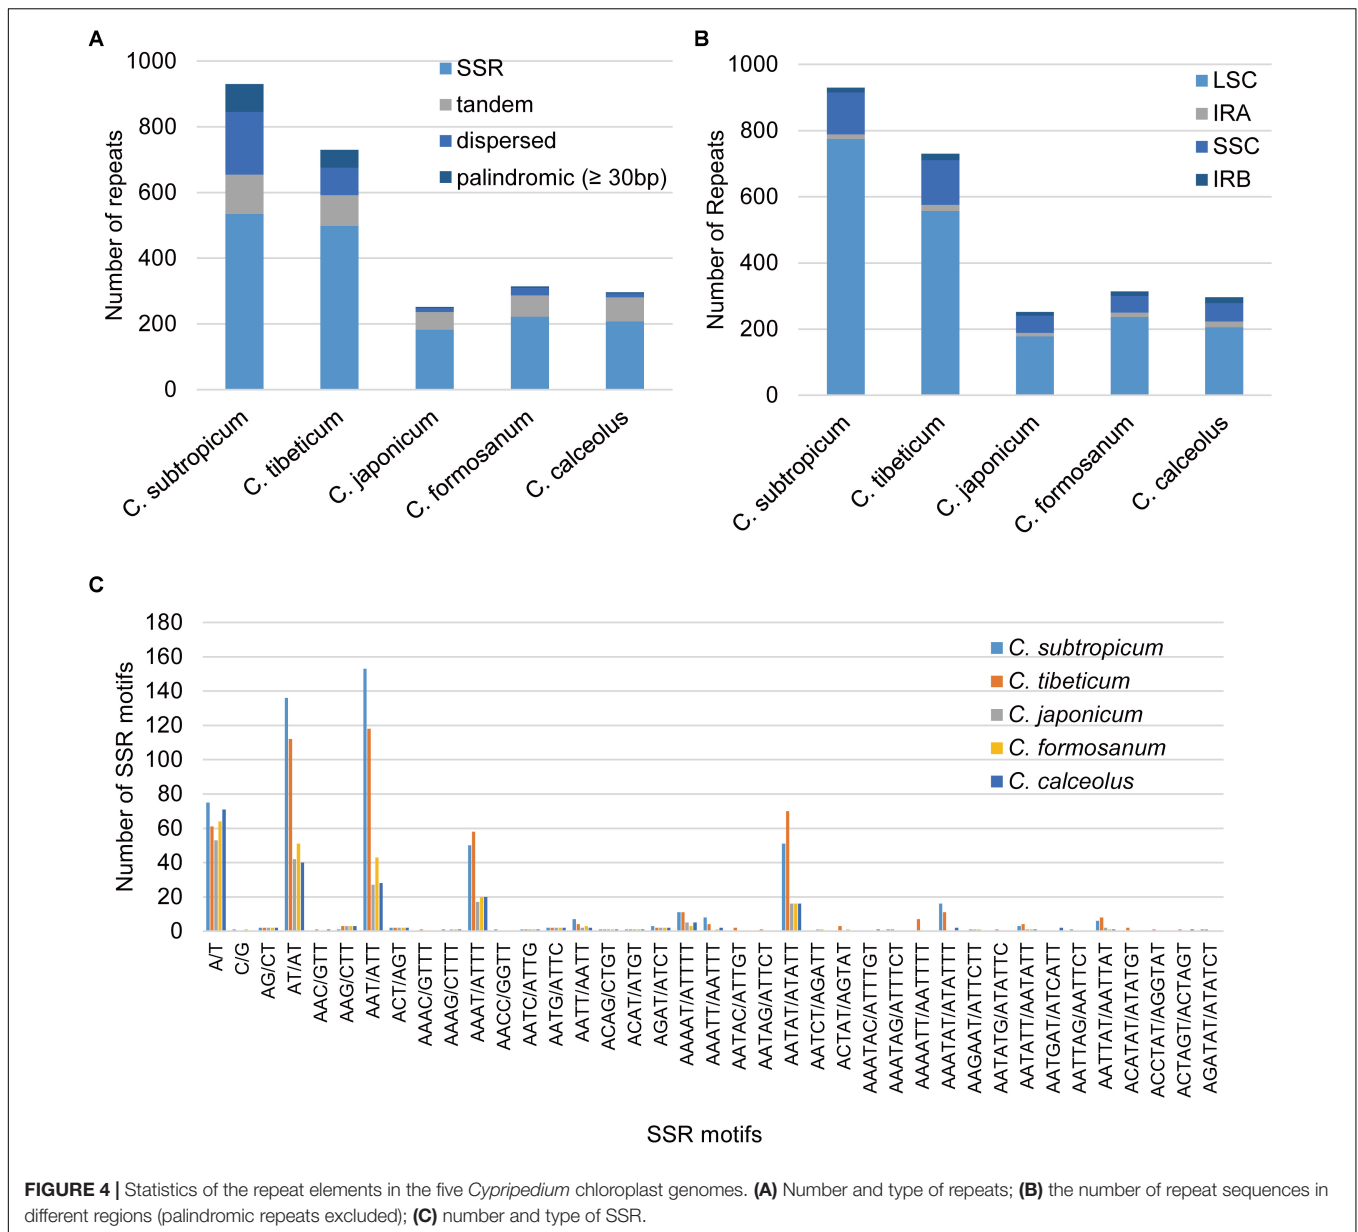 A
1000
800
600
400
200
0
Number of repeats
SSR
tandem
dispersed
palindromic (≥ 30bp)
C. subtropicum
C. tibeticum
C. japonicum
C. formosanum
C. calceolus
B
1000
800
600
400
200
0
Number of Repeats
LSC
IRA
SSC
IRB
C. subtropicum
C. tibeticum
C. japonicum
C. formosanum
C. calceolus
C
180
160
140
120
100
80
60
40
20
0
Number of SSR motifs
C. subtropicum
C. tibeticum
C. japonicum
C. formosanum
C. calceolus
A/T
C/G
AG/CT
AT/AT
AAC/GTT
AAG/CTT
AAT/ATT
ACT/AGT
AAAC/GTTT
AAAG/CTTT
AAAT/ATTT
AACC/GGTT
AATC/ATTG
AATG/ATTC
AATT/AATT
ACAG/CTGT
ACAT/ATGT
AGAT/ATCT
AAAAT/ATTTT
AAATT/AATTT
AATAC/ATTGT
AATAG/ATTCT
AATAT/ATATT
AATCT/AGATT
ACTAT/AGTAT
AAATAC/ATTTGT
AAATAG/ATTTCT
AAAATT/AATTTT
AAATAT/ATATTT
AAGAAT/ATTCTT
AATATG/ATATTC
AATATT/AATATT
AATGAT/ATCATT
AATTAG/AATTCT
AATTAT/AATTAT
ACATAT/ATATGT
ACCTAT/AGGTAT
ACTAGT/ACTAGT
AGATAT/ATATCT
SSR motifs
FIGURE 4 | Statistics of the repeat elements in the five Cypripedium chloroplast genomes. (A) Number and type of repeats; (B) the number of repeat sequences in
different regions (palindromic repeats excluded); (C) number and type of SSR.